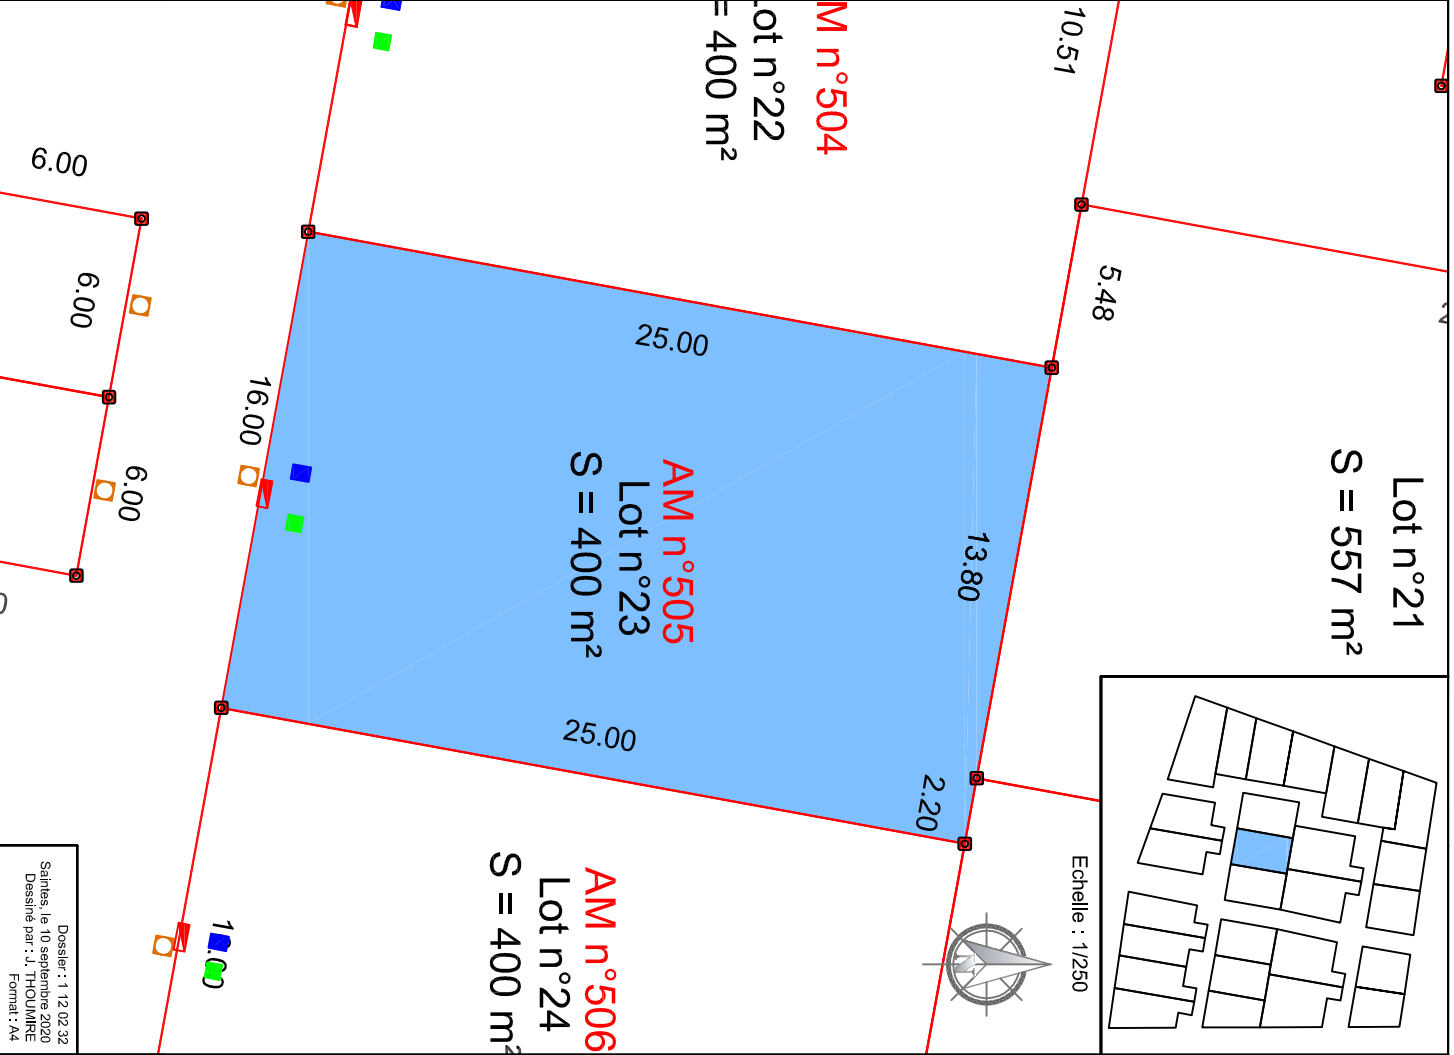 10.51
AM n°504
Lot n°22
= 400 m²
6.00
6.00
6.00
5.48
25.00
16.00
AM n°505
Lot n°23
S = 400 m²
13.80
25.00
2.20
Lot n°21
S = 557 m²
AM n°506
Lot n°24
S = 400 m²
Echelle : 1/250
N
Dossier : 1 12 02 32
Saintes, le 10 septembre 2020
Dessiné par : J. THOUMIRE
Format : A4